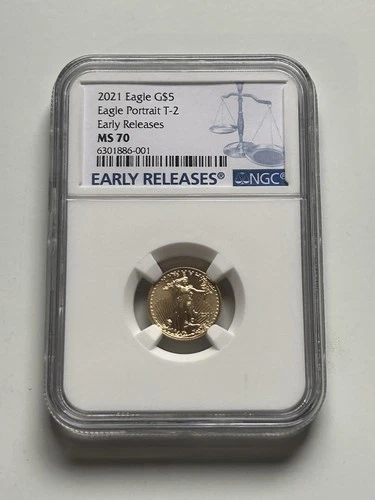 2021 Eagle G$5
Eagle Portrait T-2
Early Releases
MS 70
6301886-001
EARLY RELEASES® NGC®